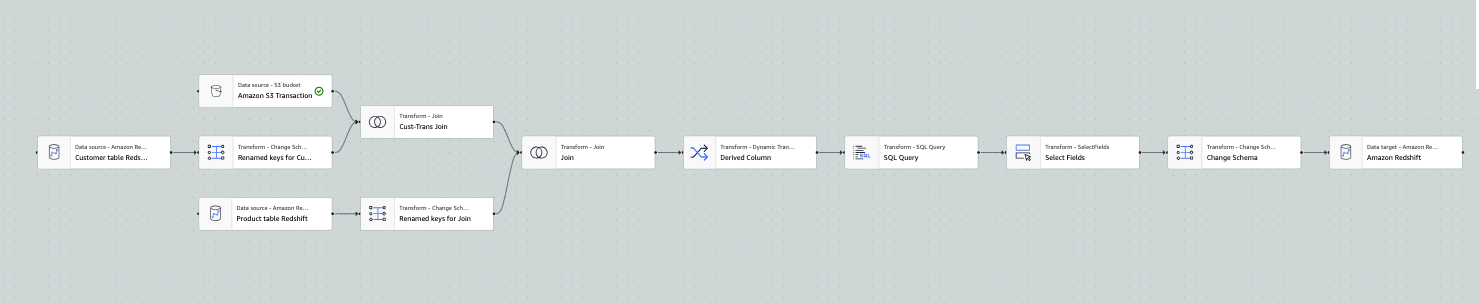 Data source - S3 bucket
Amazon S3 Transaction
Transform - Join
Cust-Trans Join
Data source - Amazon Re...
Customer table Reds...
Transform - Change Sch...
Renamed keys for Cu...
Transform - Join
Join
Transform - Dynamic Tran...
Derived Column
Transform - SQL Query
SQL Query
SQL
Transform - SelectFields
Select Fields
Transform - Change Sch...
Change Schema
Data target - Amazon Re...
Amazon Redshift
Data source - Amazon Re...
Product table Redshift
Transform - Change Sch...
Renamed keys for Join